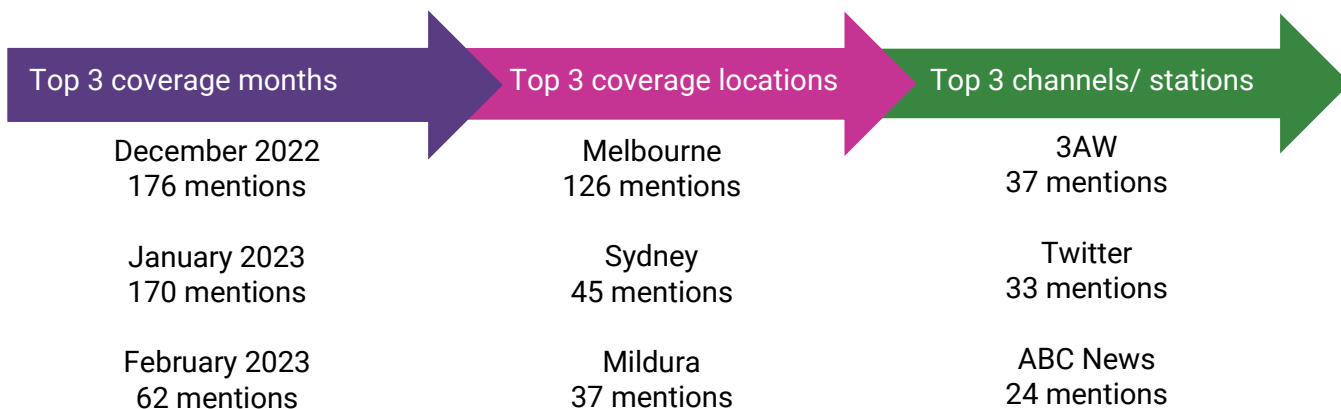 Top 3 coverage months
Top 3 coverage locations
Top 3 channels/ stations
December 2022
176 mentions
January 2023
170 mentions
February 2023
62 mentions
Melbourne
126 mentions
Sydney
45 mentions
Mildura
37 mentions
3AW
37 mentions
Twitter
33 mentions
ABC News
24 mentions